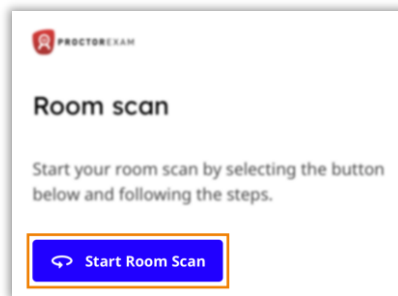 PROCTOREXAM
Room scan
Start your room scan by selecting the button
below and following the steps.
Start Room Scan